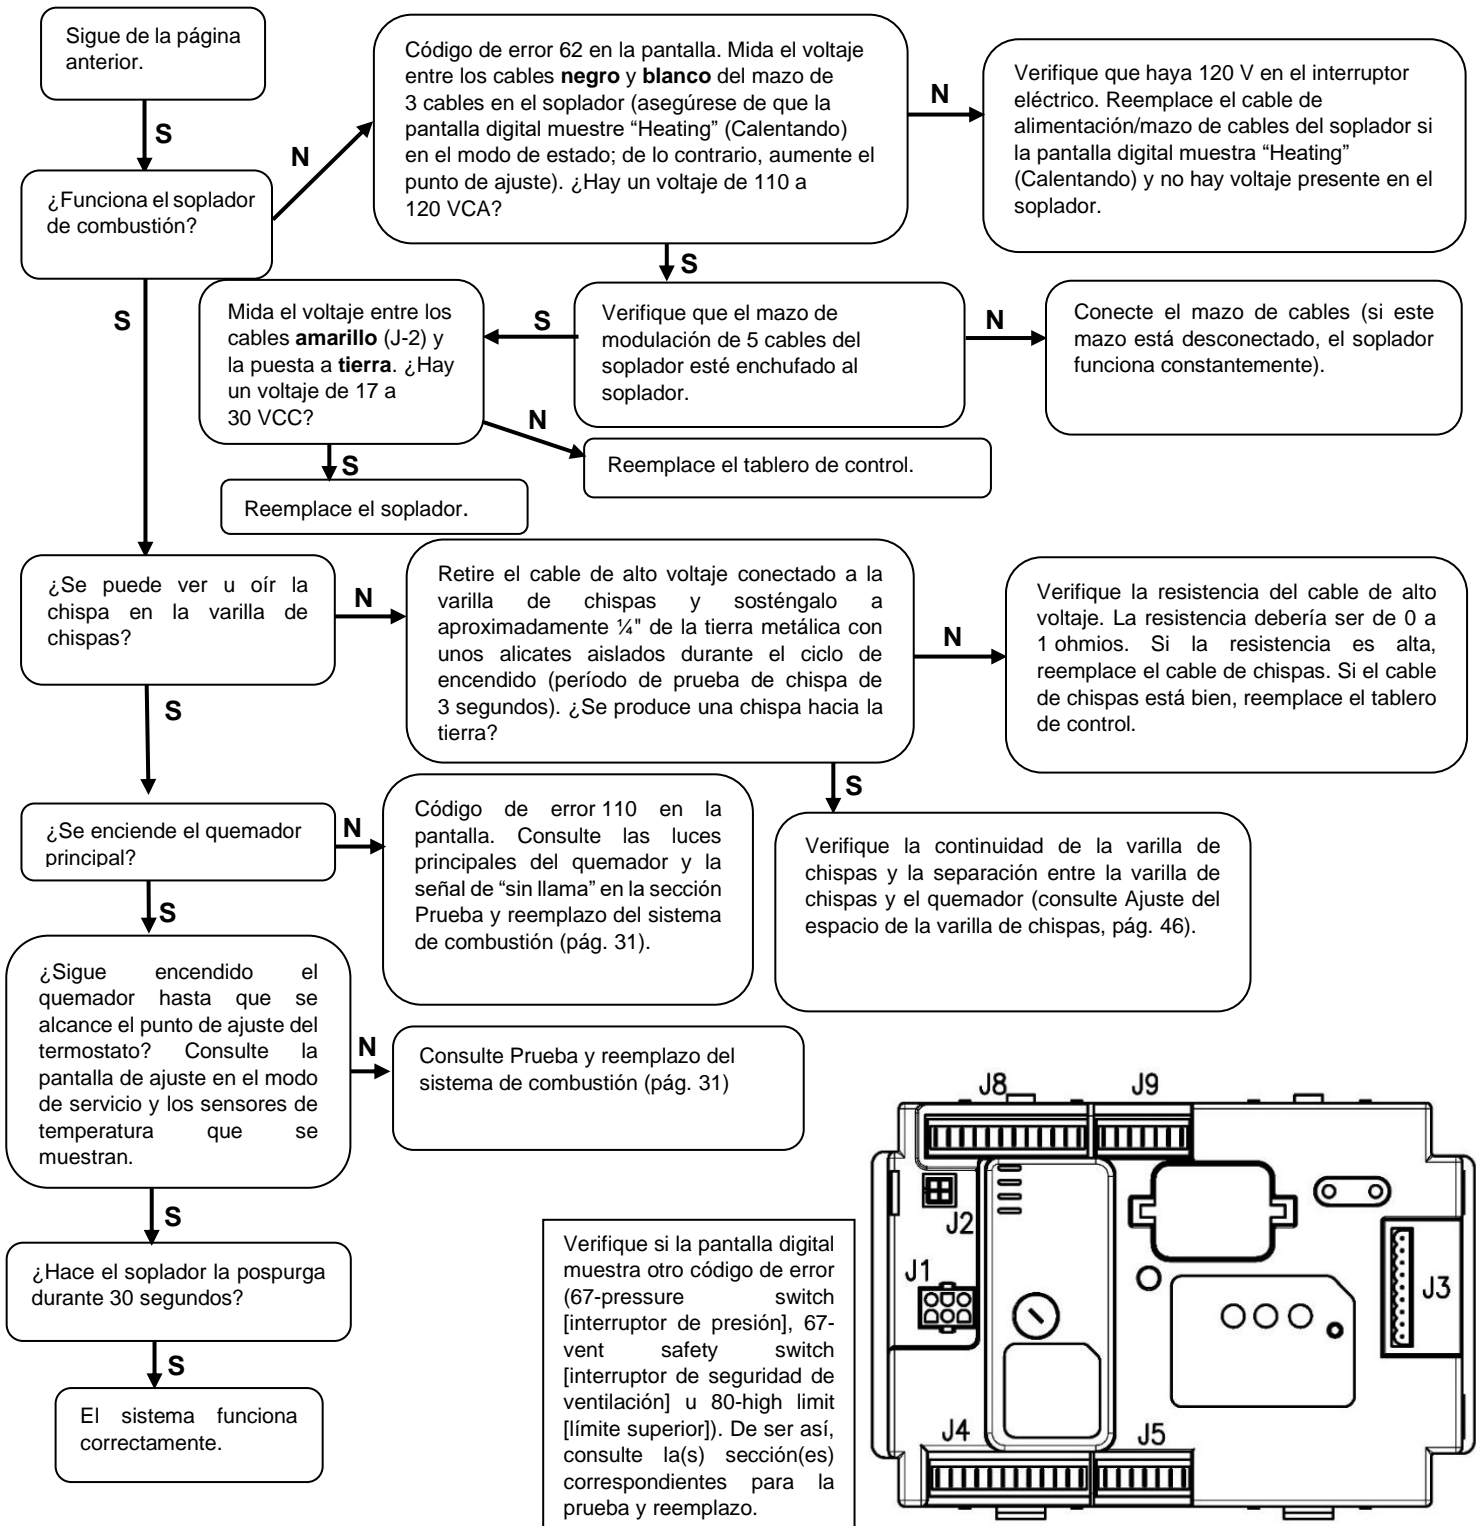 Sigue de la página
anterior.
S
¿Funciona el soplador
de combustión?
N
Código de error 62 en la pantalla. Mida el voltaje
entre los cables negro y blanco del mazo de
3 cables en el soplador (asegúrese de que la
pantalla digital muestre “Heating” (Calentando)
en el modo de estado; de lo contrario, aumente el
punto de ajuste). ¿Hay un voltaje de 110 a
120 VCA?
N
Verifique que haya 120 V en el interruptor
eléctrico. Reemplace el cable de
alimentación/mazo de cables del soplador si
la pantalla digital muestra “Heating”
(Calentando) y no hay voltaje presente en el
soplador.
S
Verifique que el mazo de
modulación de 5 cables del
soplador esté enchufado al
soplador.
N
Conecte el mazo de cables (si este
mazo está desconectado, el soplador
funciona constantemente).
S
Mida el voltaje entre los
cables amarillo (J-2) y
la puesta a tierra. ¿Hay
un voltaje de 17 a
30 VCC?
N
Reemplace el tablero de control.
S
Reemplace el soplador.
S
¿Se puede ver u oír la
chispa en la varilla de
chispas?
N
Retire el cable de alto voltaje conectado a la
varilla de chispas y sosténgalo a
aproximadamente ¼" de la tierra metálica con
unos alicates aislados durante el ciclo de
encendido (período de prueba de chispa de
3 segundos). ¿Se produce una chispa hacia la
tierra?
N
Verifique la resistencia del cable de alto
voltaje. La resistencia debería ser de 0 a
1 ohmios. Si la resistencia es alta,
reemplace el cable de chispas. Si el cable
de chispas está bien, reemplace el tablero
de control.
S
Verifique la continuidad de la varilla de
chispas y la separación entre la varilla de
chispas y el quemador (consulte Ajuste del
espacio de la varilla de chispas, pág. 46).
S
¿Se enciende el quemador
principal?
N
Código de error 110 en la
pantalla. Consulte las luces
principales del quemador y la
señal de “sin llama” en la sección
Prueba y reemplazo del sistema
de combustión (pág. 31).
S
¿Sigue encendido el
quemador hasta que se
alcance el punto de ajuste del
termostato? Consulte la
pantalla de ajuste en el modo
de servicio y los sensores de
temperatura que se
muestran.
N
Consulte Prueba y reemplazo del
sistema de combustión (pág. 31)
S
¿Hace el soplador la pospurga
durante 30 segundos?
S
El sistema funciona
correctamente.
Verifique si la pantalla digital
muestra otro código de error
(67-pressure switch
[interruptor de presión], 67-
vent safety switch
[interruptor de seguridad de
ventilación] u 80-high limit
[límite superior]). De ser así,
consulte la(s) sección(es)
correspondientes para la
prueba y reemplazo.
J8
J9
J2
J1
J3
J4
J5